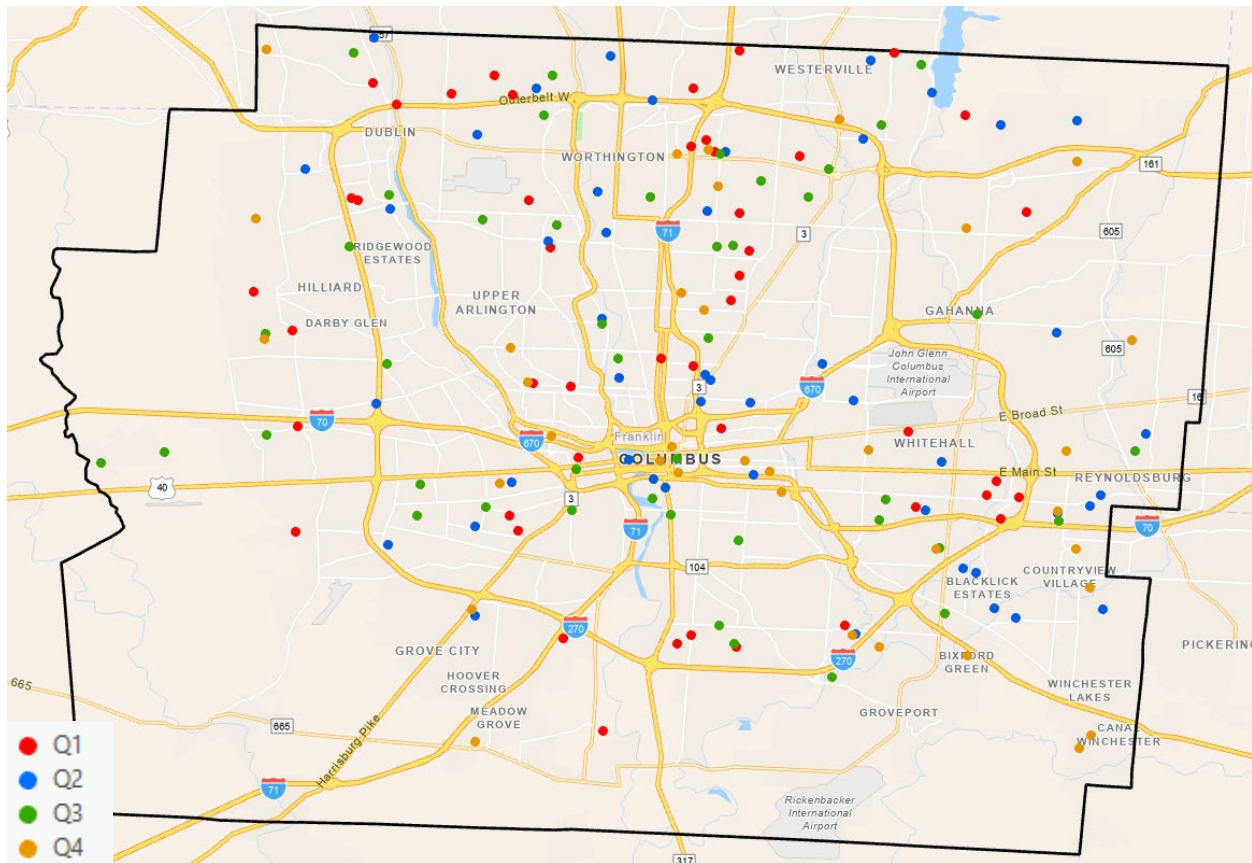 257
WESTERVILLE
Outerbelt W
DUBLIN
WORTHINGTON
161
71
3
605
RIDGEWOOD
ESTATES
HILLIARD
UPPER
ARLINGTON
DARBY GLEN
GAHANNA
605
John Glenn
Columbus
International
Airport
3
670
16
70
E Broad St
670
Franklin
WHITEHALL
COLUMBUS
E Main St
REYNOLDSBURG
40
3
71
70
104
COUNTRYVIEW
VILLAGE
BLACKLICK
ESTATES
270
GROVE CITY
270
BIXFORD
GREEN
PICKERING
665
HOOVER
CROSSING
WINCHESTER
LAKES
MEADOW
GROVE
GROVEPORT
665
CANAL
WINCHESTER
Harrisburg Pike
71
Rickenbacker
International
Airport
317
Q1
Q2
Q3
Q4